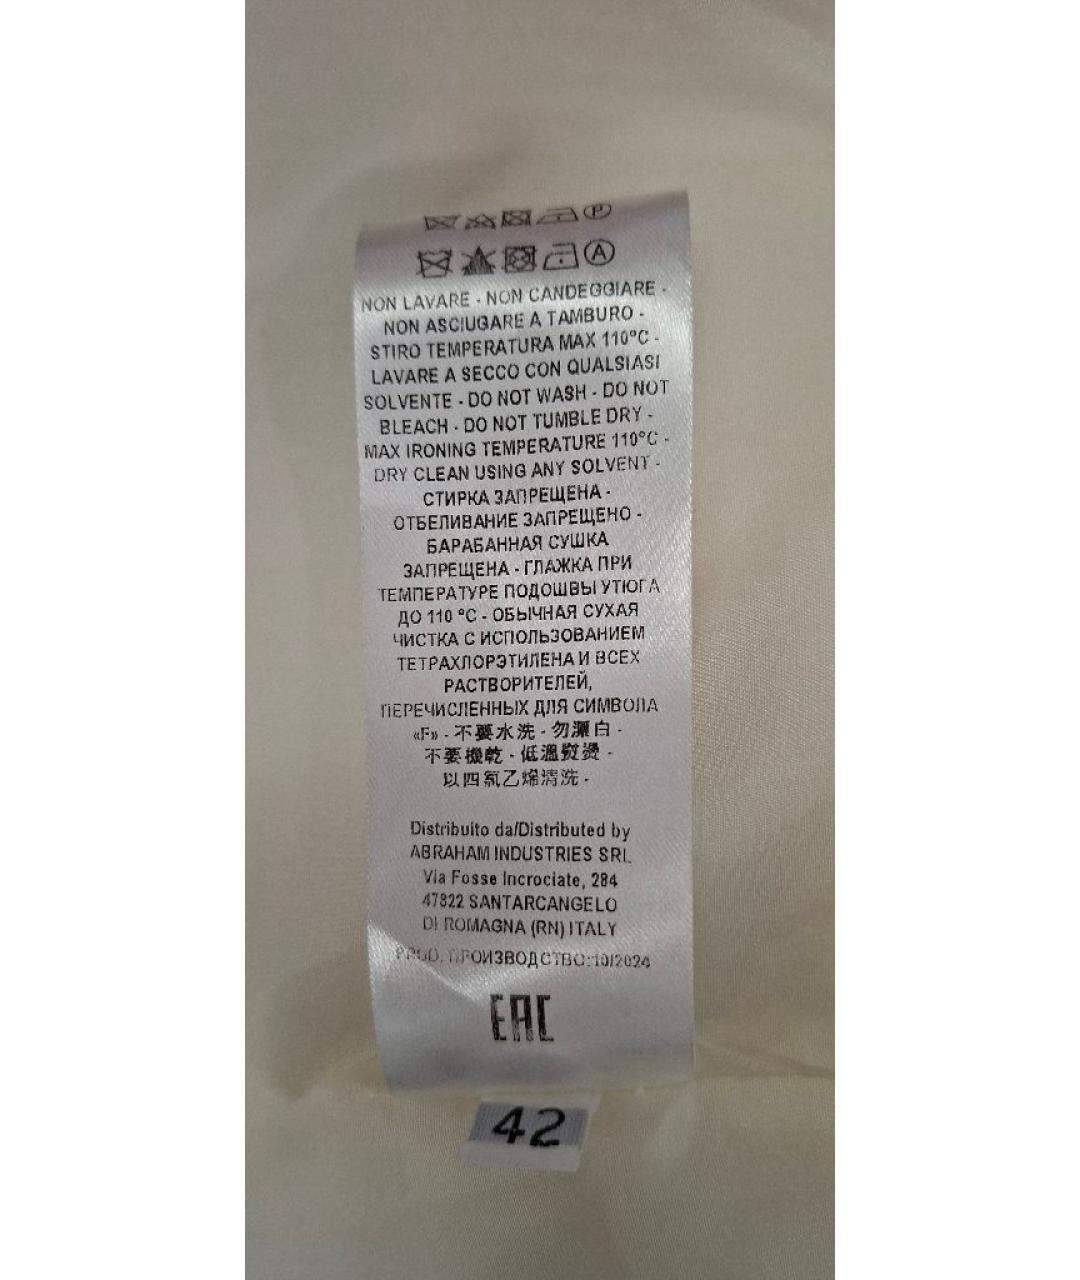 P
A
NON LAVARE - NON CANDEGGIARE -
NON ASCIUGARE A TAMBURO -
STIRO TEMPERATURA MAX 110°C -
LAVARE A SECCO CON QUALSIASI
SOLVENTE - DO NOT WASH - DO NOT
BLEACH - DO NOT TUMBLE DRY -
MAX IRONING TEMPERATURE 110°C -
DRY CLEAN USING ANY SOLVENT -
СТИРКА ЗАПРЕЩЕНА -
ОТБЕЛИВАНИЕ ЗАПРЕЩЕНО -
БАРАБАННАЯ СУШКА
ЗАПРЕЩЕНА - ГЛАЖКА ПРИ
ТЕМПЕРАТУРЕ ПОДОШВЫ УТЮГА
ДО 110 °C - ОБЫЧНАЯ СУХАЯ
ЧИСТКА С ИСПОЛЬЗОВАНИЕМ
ТЕТРАХЛОРЭТИЛЕНА И ВСЕХ
РАСТВОРИТЕЛЕЙ,
ПЕРЕЧИСЛЕННЫХ ДЛЯ СИМВОЛА
«F» - 不要水洗 - 勿漂白 -
不要機乾 - 低溫熨燙 -
以四氯乙烯清洗 -
Distribuito da/Distributed by
ABRAHAM INDUSTRIES SRL
Via Fosse Incrociate, 284
47822 SANTARCANGELO
DI ROMAGNA (RN) ITALY
PROD. ПРОИЗВОДСТВО:10/2024
EAC
42